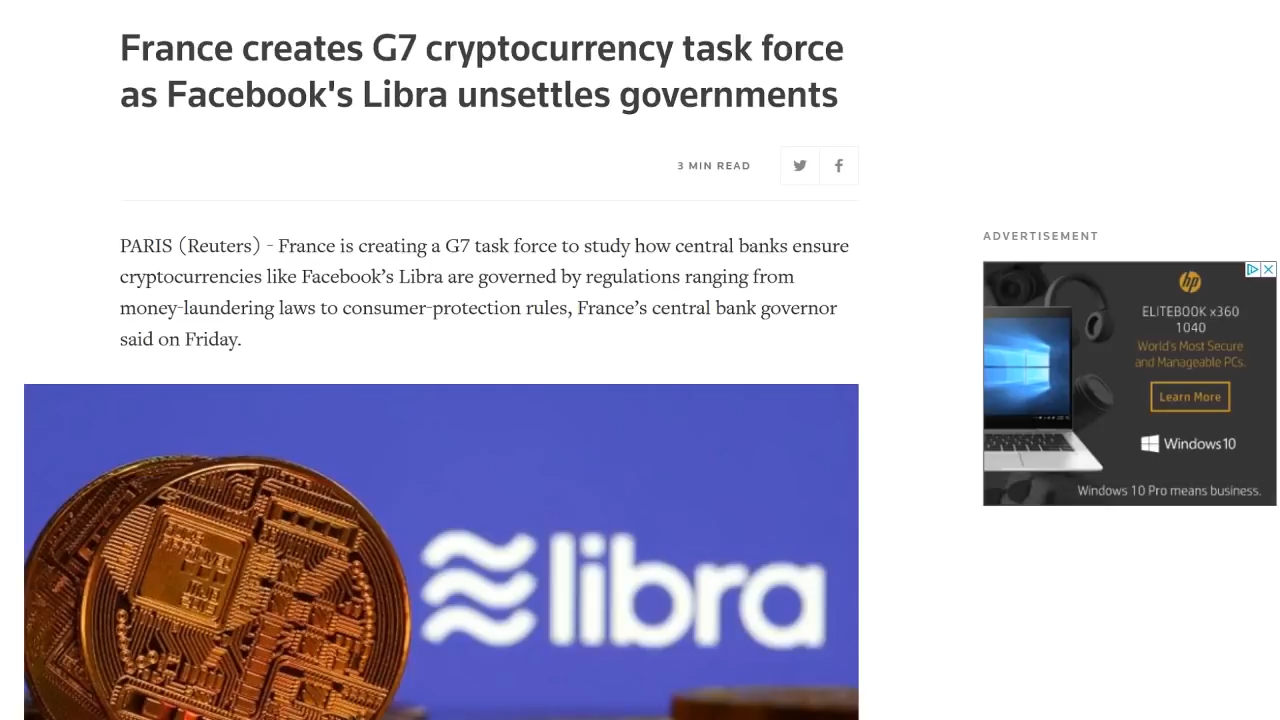 France creates G7 cryptocurrency task force
as Facebook's Libra unsettles governments
3 MIN READ
PARIS (Reuters) - France is creating a G7 task force to study how central banks ensure
cryptocurrencies like Facebook’s Libra are governed by regulations ranging from
money-laundering laws to consumer-protection rules, France’s central bank governor
said on Friday.
libra
ADVERTISEMENT
hp
ELITEBOOK x360
1040
World's Most Secure
and Manageable PCs.
Learn More
Windows 10
Windows 10 Pro means business.